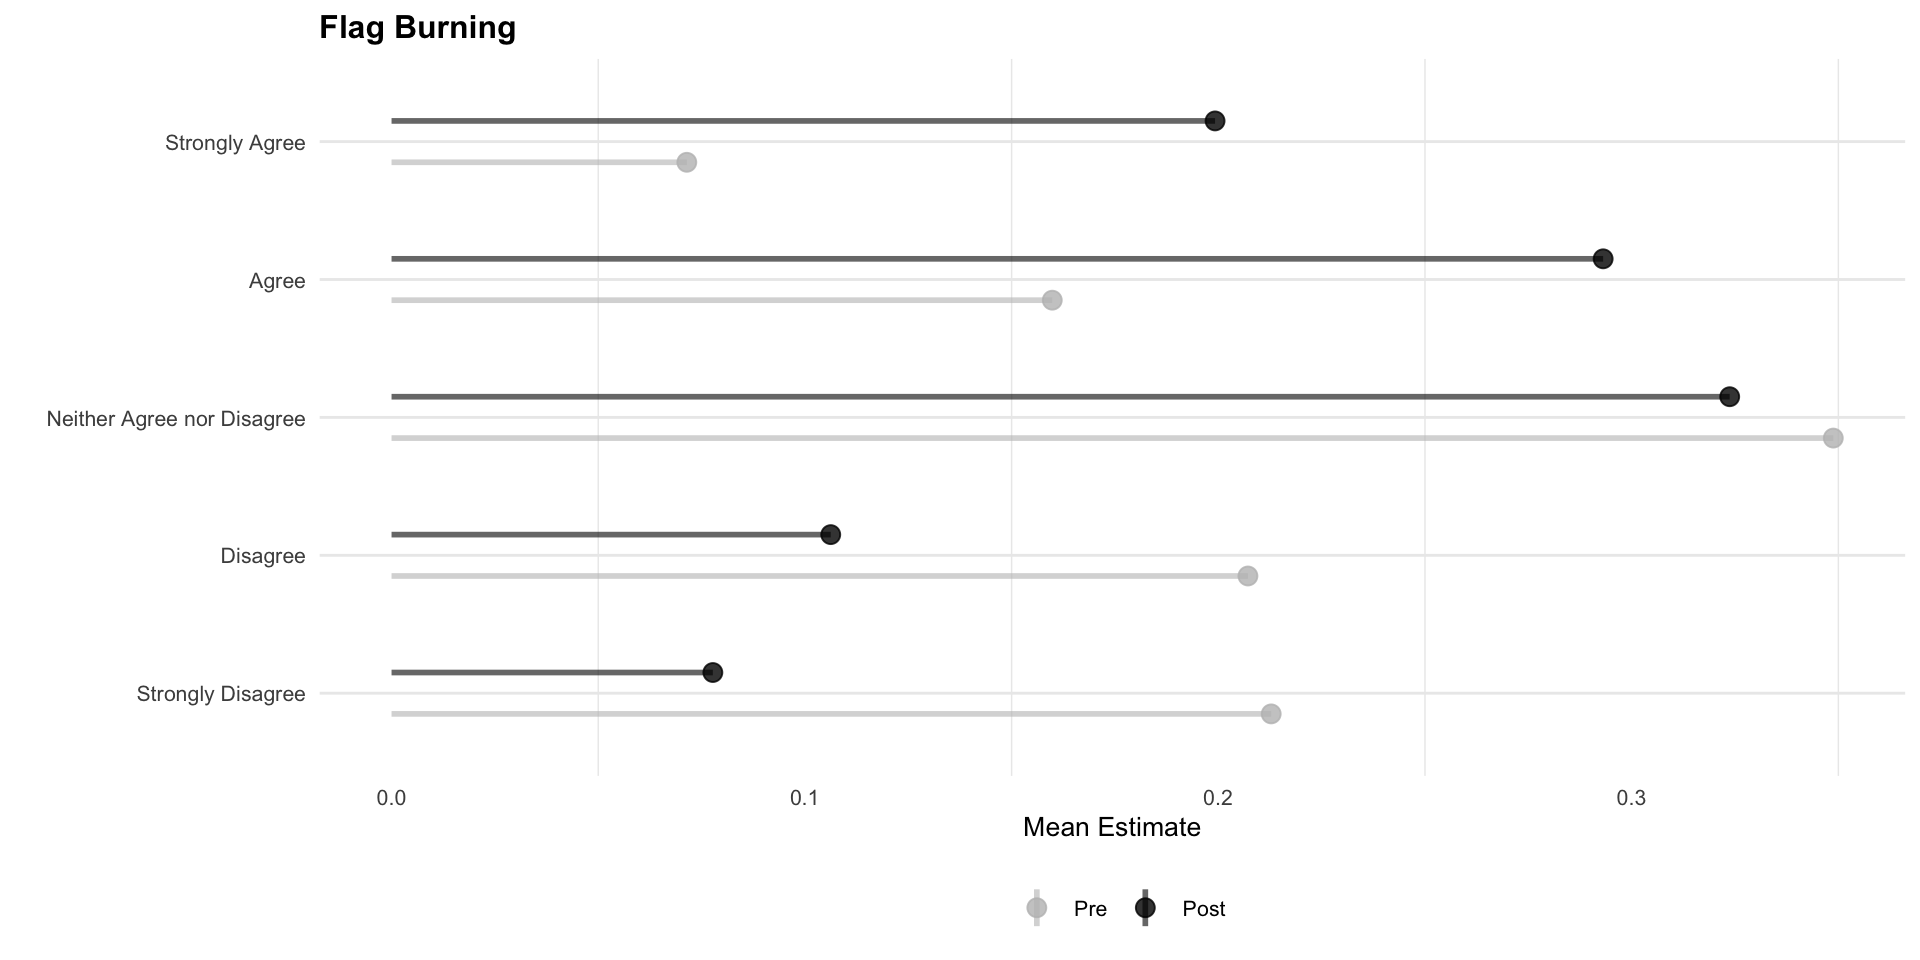 Flag Burning
Strongly Agree
Agree
Neither Agree nor Disagree
Disagree
Strongly Disagree
0.0 0.1 0.2 0.3
Mean Estimate
Pre Post